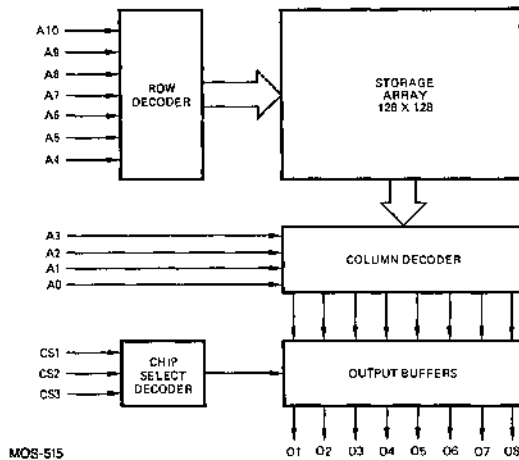 A10
A9
A8
A7
A6
A5
A4
ROW
DECODER
STORAGE
ARRAY
128 X 128
A3
A2
A1
A0
COLUMN DECODER
CS1
CS2
CS3
CHIP
SELECT
DECODER
OUTPUT BUFFERS
MOS-515
O1 O2 O3 O4 O5 O6 O7 O8